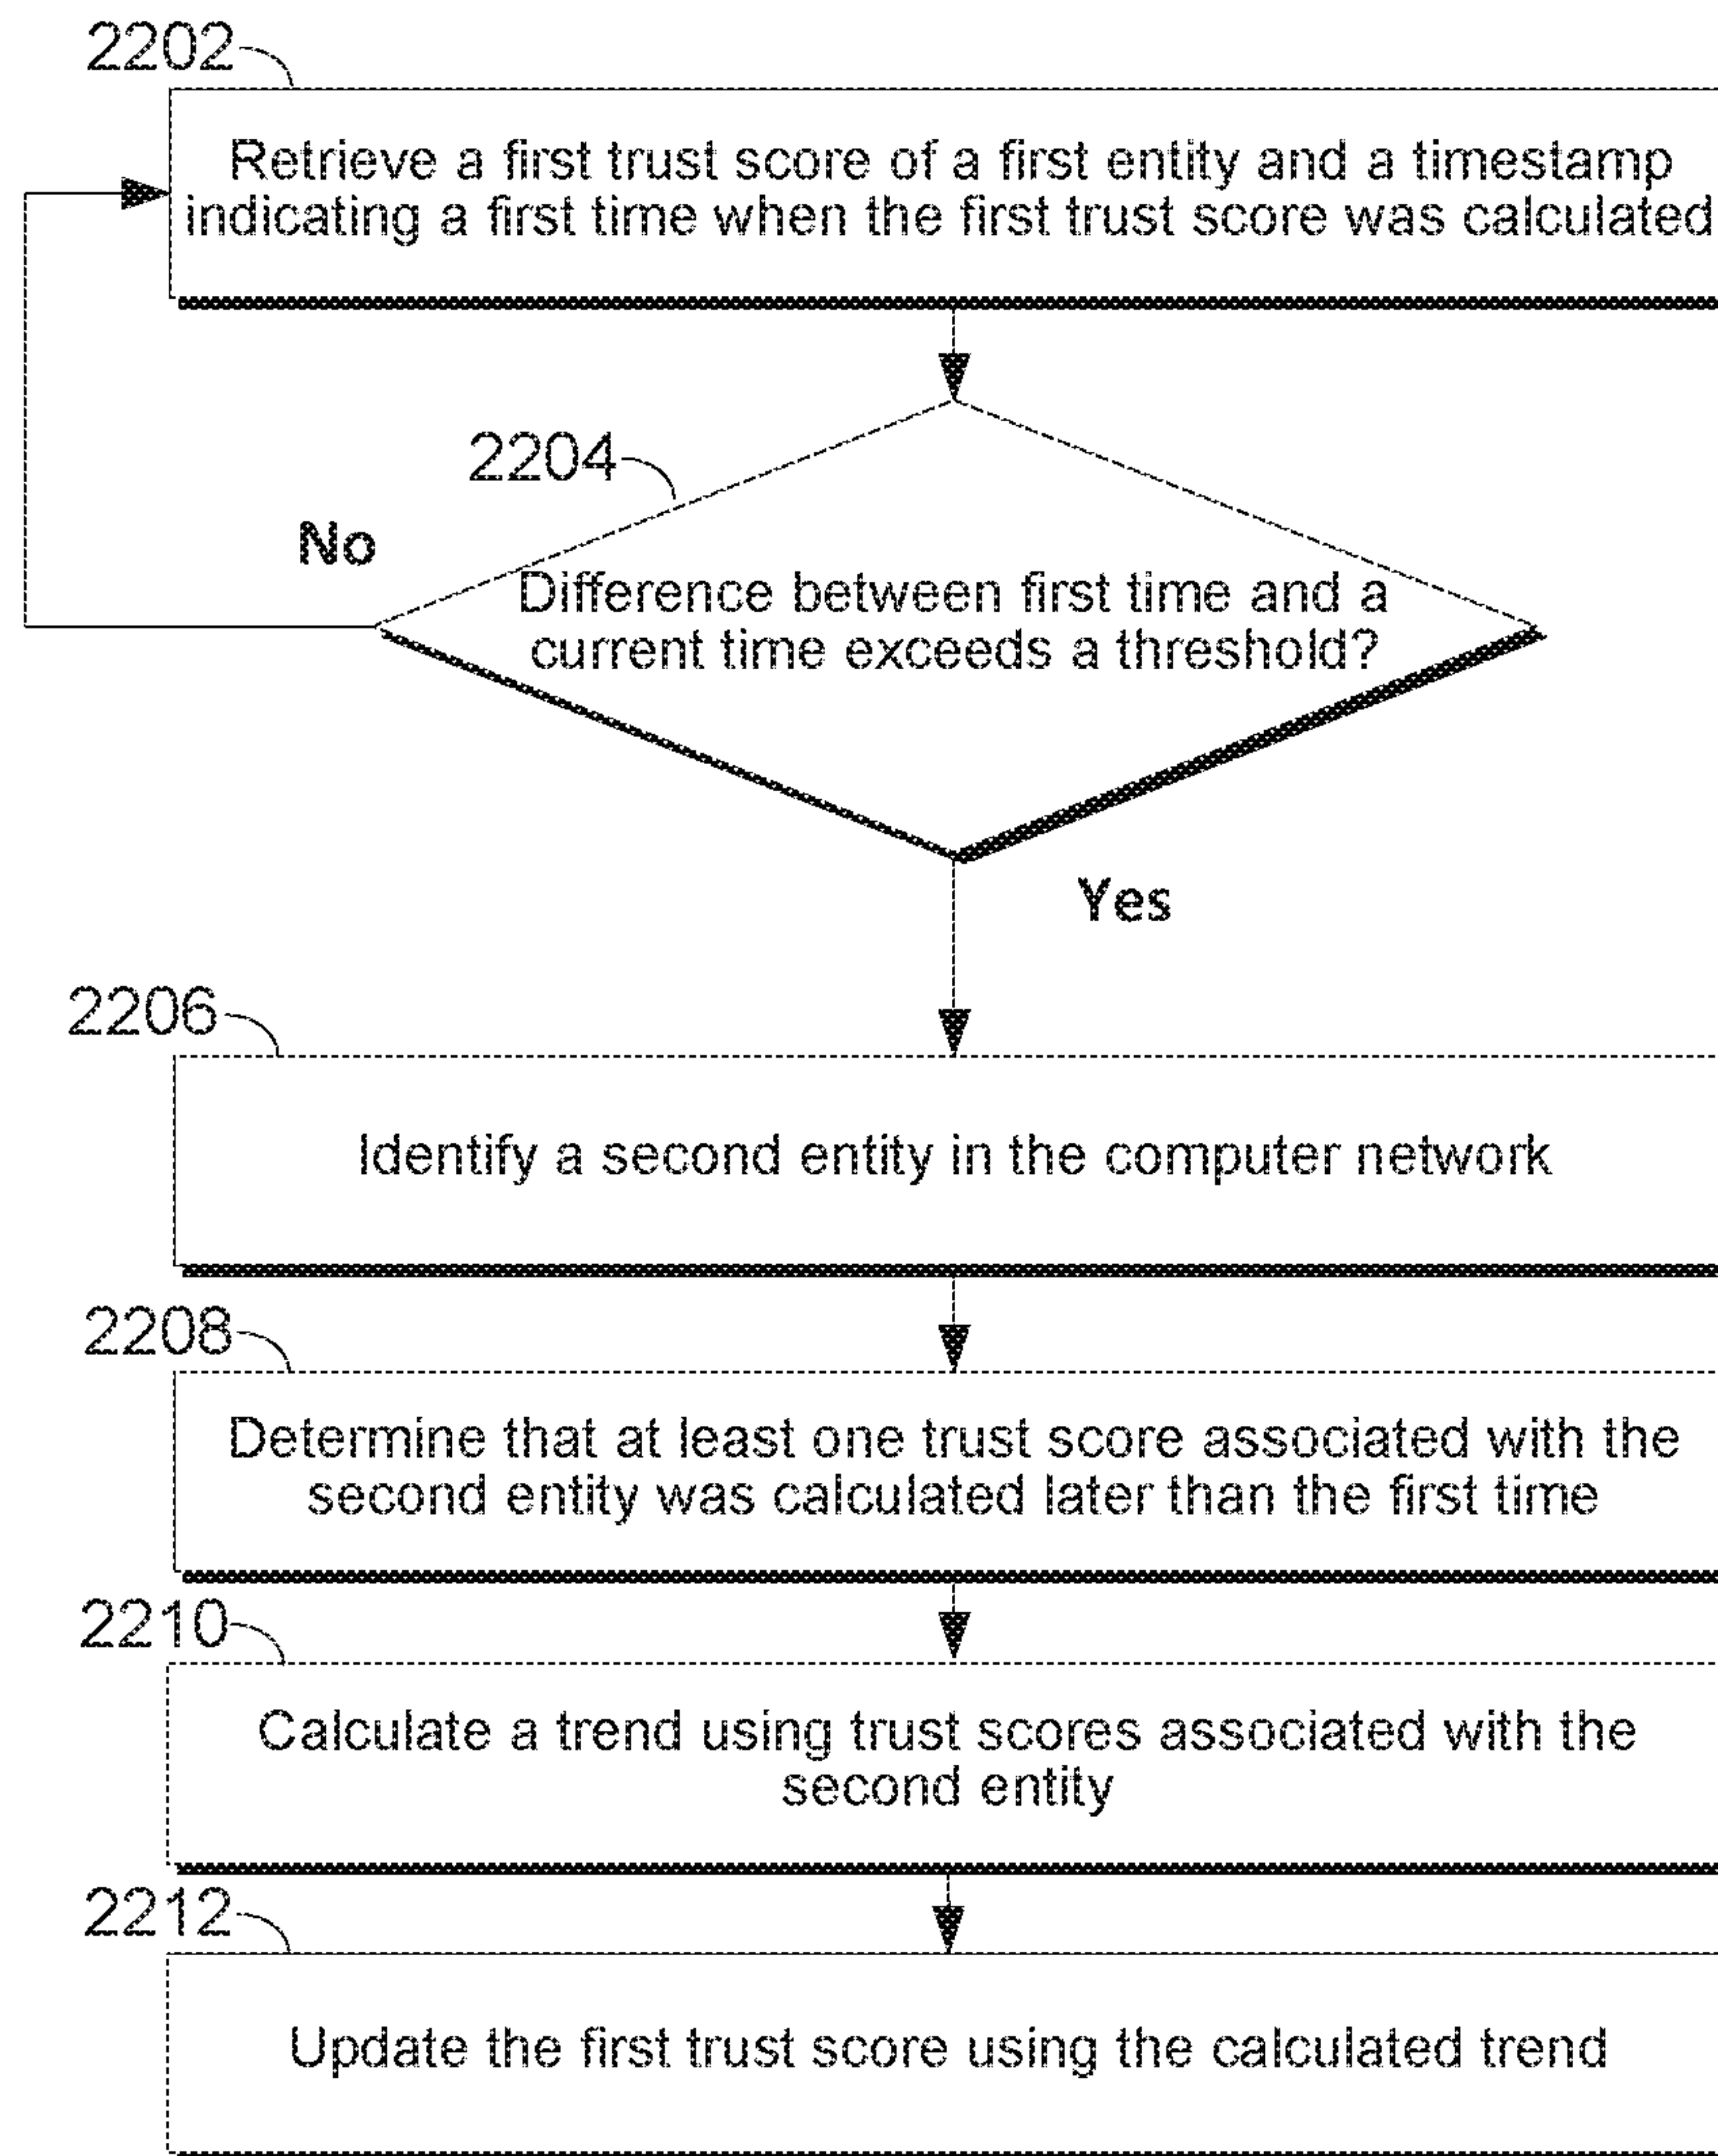 2202
Retrieve a first trust score of a first entity and a timestamp
indicating a first time when the first trust score was calculated
2204
No
Difference between first time and a
current time exceeds a threshold?
Yes
2206
Identify a second entity in the computer network
2208
Determine that at least one trust score associated with the
second entity was calculated later than the first time
2210
Calculate a trend using trust scores associated with the
second entity
2212
Update the first trust score using the calculated trend